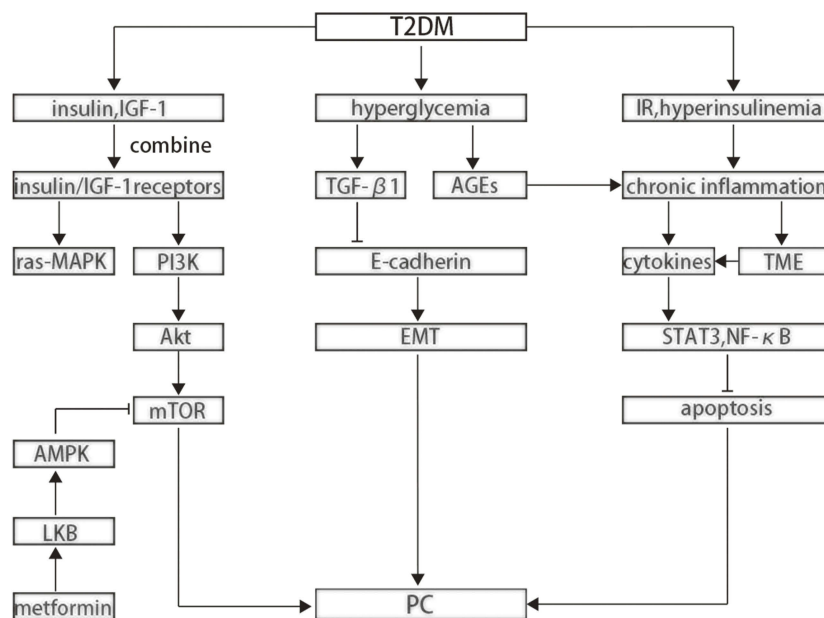 T2DM
insulin,IGF-1
hyperglycemia
IR,hyperinsulinemia
combine
insulin/IGF-1receptors
TGF-β1
AGEs
chronic inflammation
ras-MAPK
PI3K
E-cadherin
cytokines
TME
Akt
EMT
STAT3,NF-κB
mTOR
apoptosis
AMPK
LKB
metformin
PC